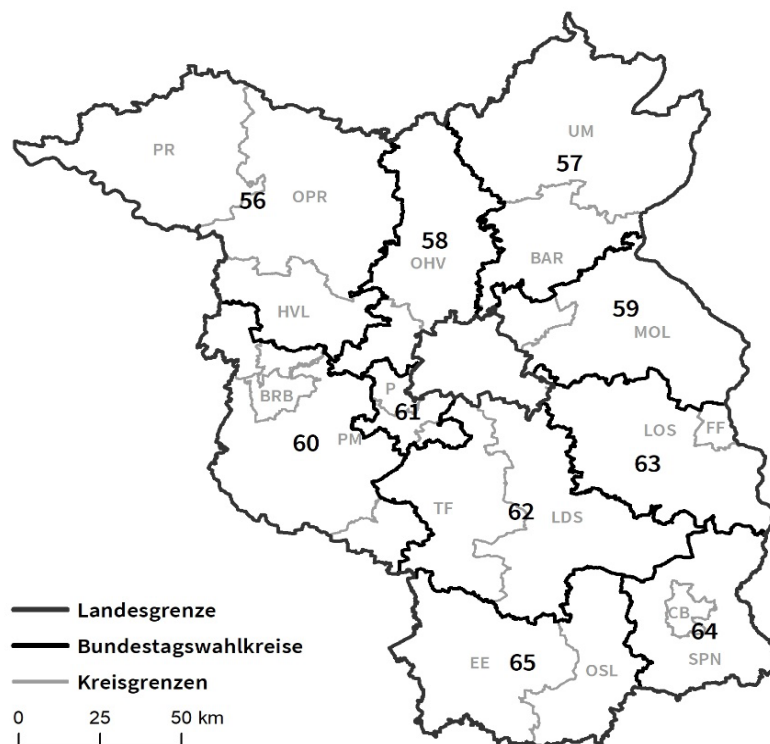 UM
PR
57
56
OPR
58
OHV
BAR
HVL
59
MOL
P
BRB
61
FF
60
PM
LOS
63
TF
62
LDS
Landesgrenze
CB
64
Bundestagswahlkreise
SPN
EE
65
OSL
Kreisgrenzen
0 25 50 km